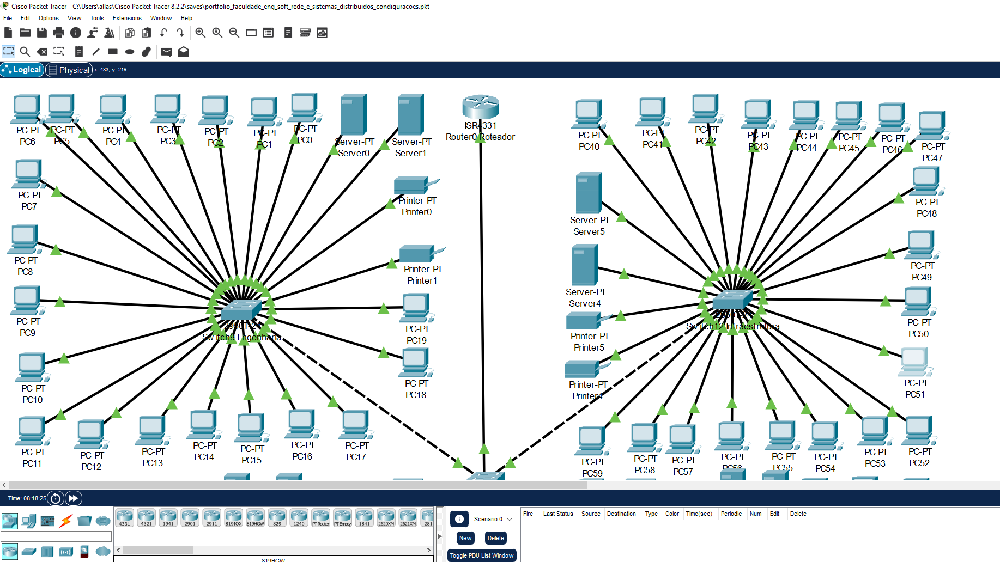 Cisco Packet Tracer - C:\Users\allas\Cisco Packet Tracer 8.2.2\saves\portfolio_faculdade_eng_soft_rede_e_sistemas_distribuidos_condiguracoes.pkt
File Edit Options View Tools Extensions Window Help
Logical Physical x: 483, y: 219
PC-PT
PC6
PC-PT
PC5
PC-PT
PC4
PC-PT
PC3
PC-PT
PC2
PC-PT
PC1
PC-PT
PC0
Server-PT
Server0
Server-PT
Server1
ISR4331
Router0 Roteador
PC-PT
PC40
PC-PT
PC41
PC-PT
PC42
PC-PT
PC43
PC-PT
PC44
PC-PT
PC45
PC-PT
PC46
PC-PT
PC47
PC-PT
PC7
Printer-PT
Printer0
Server-PT
Server5
PC-PT
PC48
PC-PT
PC8
Printer-PT
Printer1
Server-PT
Server4
PC-PT
PC49
PC-PT
PC9
2950T-24
Switch9 Engenharia
PC-PT
PC19
Printer-PT
Printer5
2950T-24
Switch12 Infraestrutura
PC-PT
PC50
PC-PT
PC10
PC-PT
PC18
Printer-PT
Printer4
PC-PT
PC51
PC-PT
PC11
PC-PT
PC12
PC-PT
PC13
PC-PT
PC14
PC-PT
PC15
PC-PT
PC16
PC-PT
PC17
PC-PT
PC59
PC-PT
PC58
PC-PT
PC57
PC-PT
PC56
PC-PT
PC55
PC-PT
PC54
PC-PT
PC53
PC-PT
PC52
Time: 08:18:25
4331 4321 1941 2901 2911 819IOX 819HGW 829 1240 PT-Router PT-Empty 1841 2620XM 2621XM 281
819HGW
Scenario 0
New Delete
Toggle PDU List Window
Fire Last Status Source Destination Type Color Time(sec) Periodic Num Edit Delete